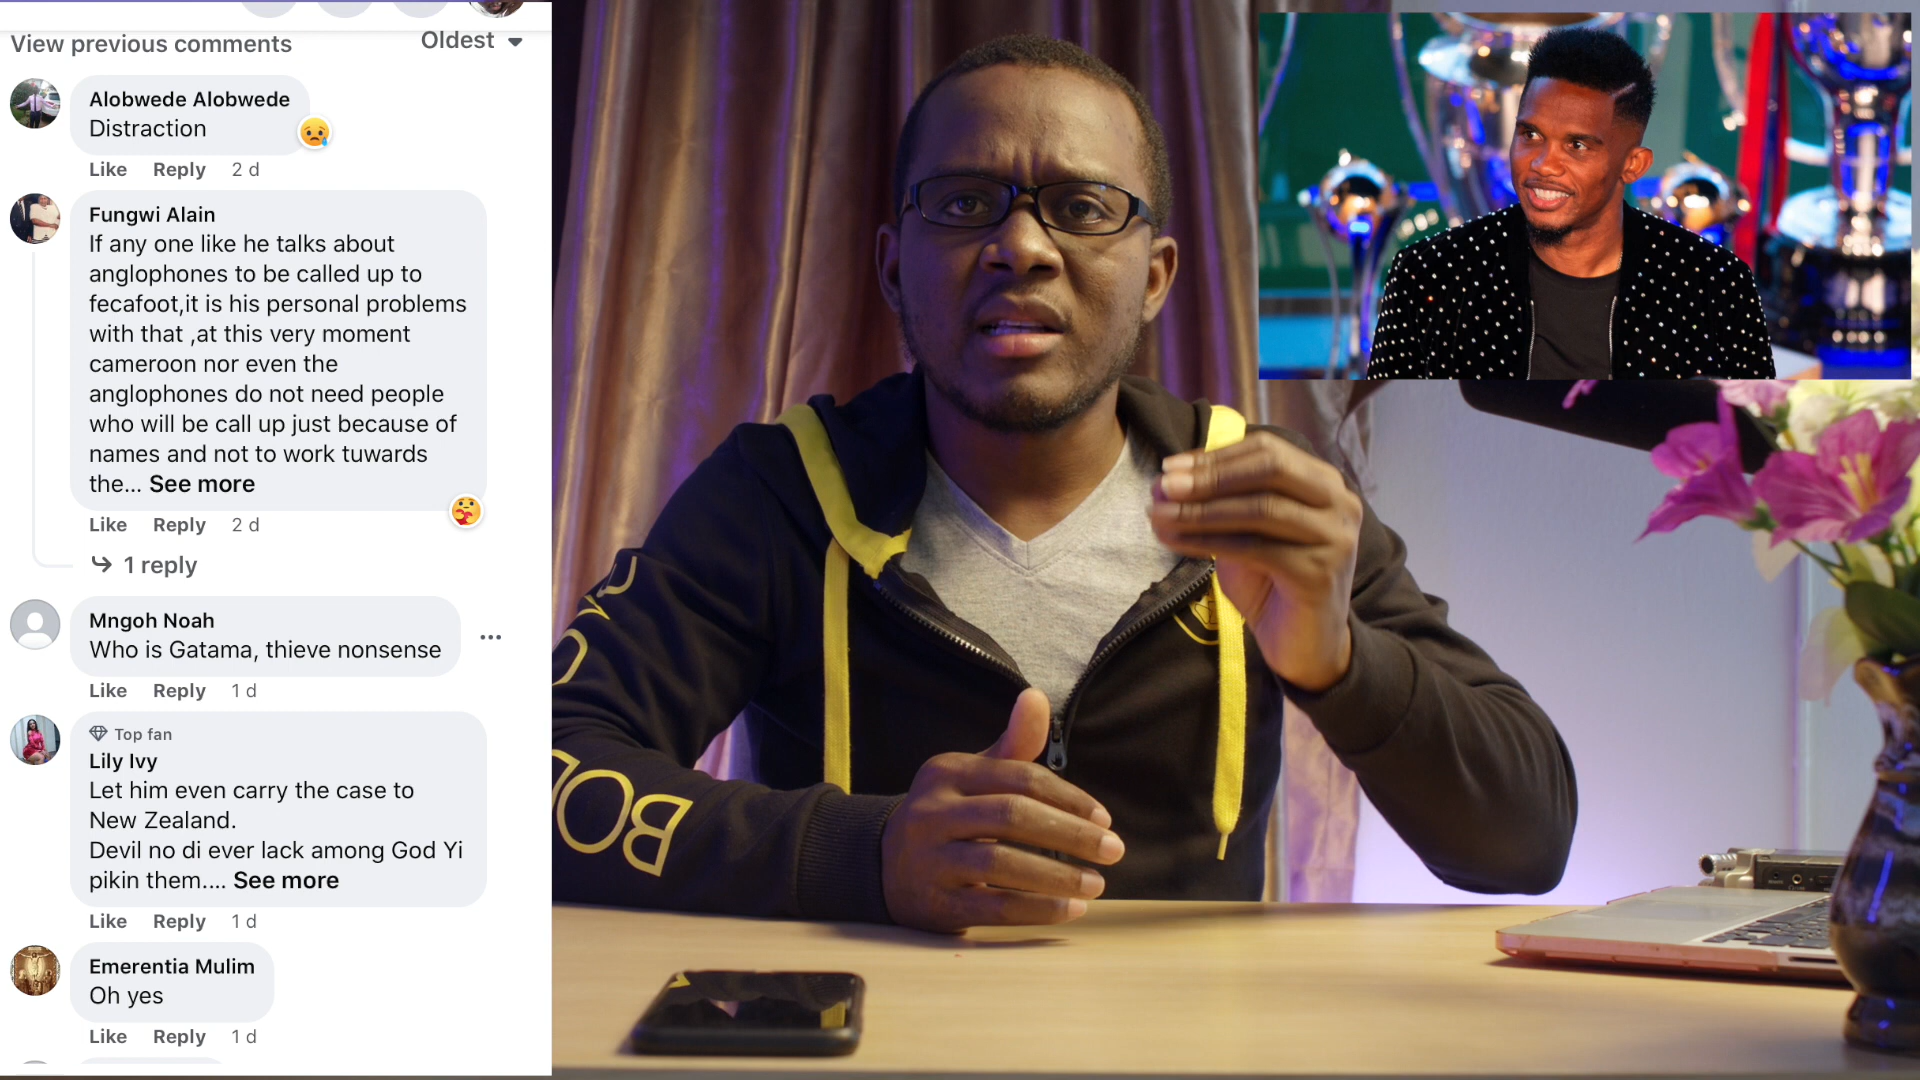 View previous comments
Oldest
Alobwede Alobwede
Distraction
Like Reply 2 d
Fungwi Alain
If any one like he talks about
anglophones to be called up to
fecafoot,it is his personal problems
with that ,at this very moment
cameroon nor even the
anglophones do not need people
who will be call up just because of
names and not to work tuwards
the... See more
Like Reply 2 d
1 reply
Mngoh Noah
Who is Gatama, thieve nonsense
Like Reply 1 d
Top fan
Lily Ivy
Let him even carry the case to
New Zealand.
Devil no di ever lack among God Yi
pikin them.... See more
Like Reply 1 d
Emerentia Mulim
Oh yes
Like Reply 1 d